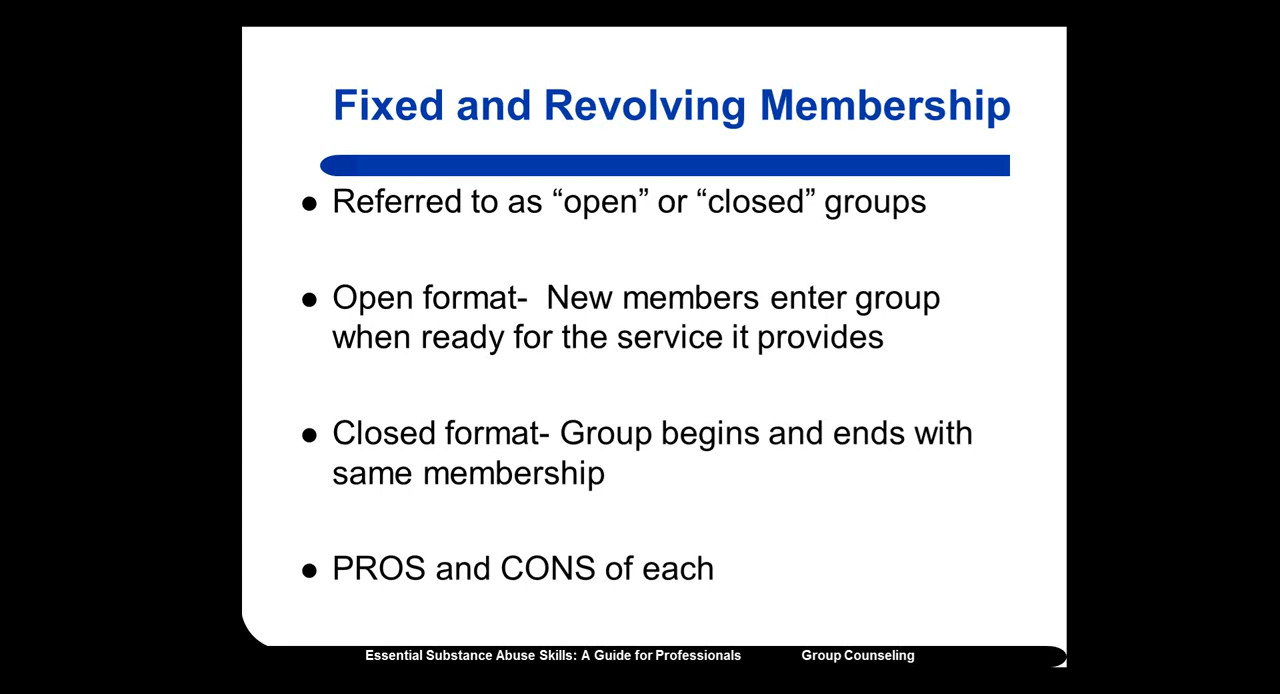 Fixed and Revolving Membership
● Referred to as “open” or “closed” groups
● Open format-  New members enter group
when ready for the service it provides
● Closed format- Group begins and ends with
same membership
● PROS and CONS of each
Essential Substance Abuse Skills: A Guide for Professionals
Group Counseling